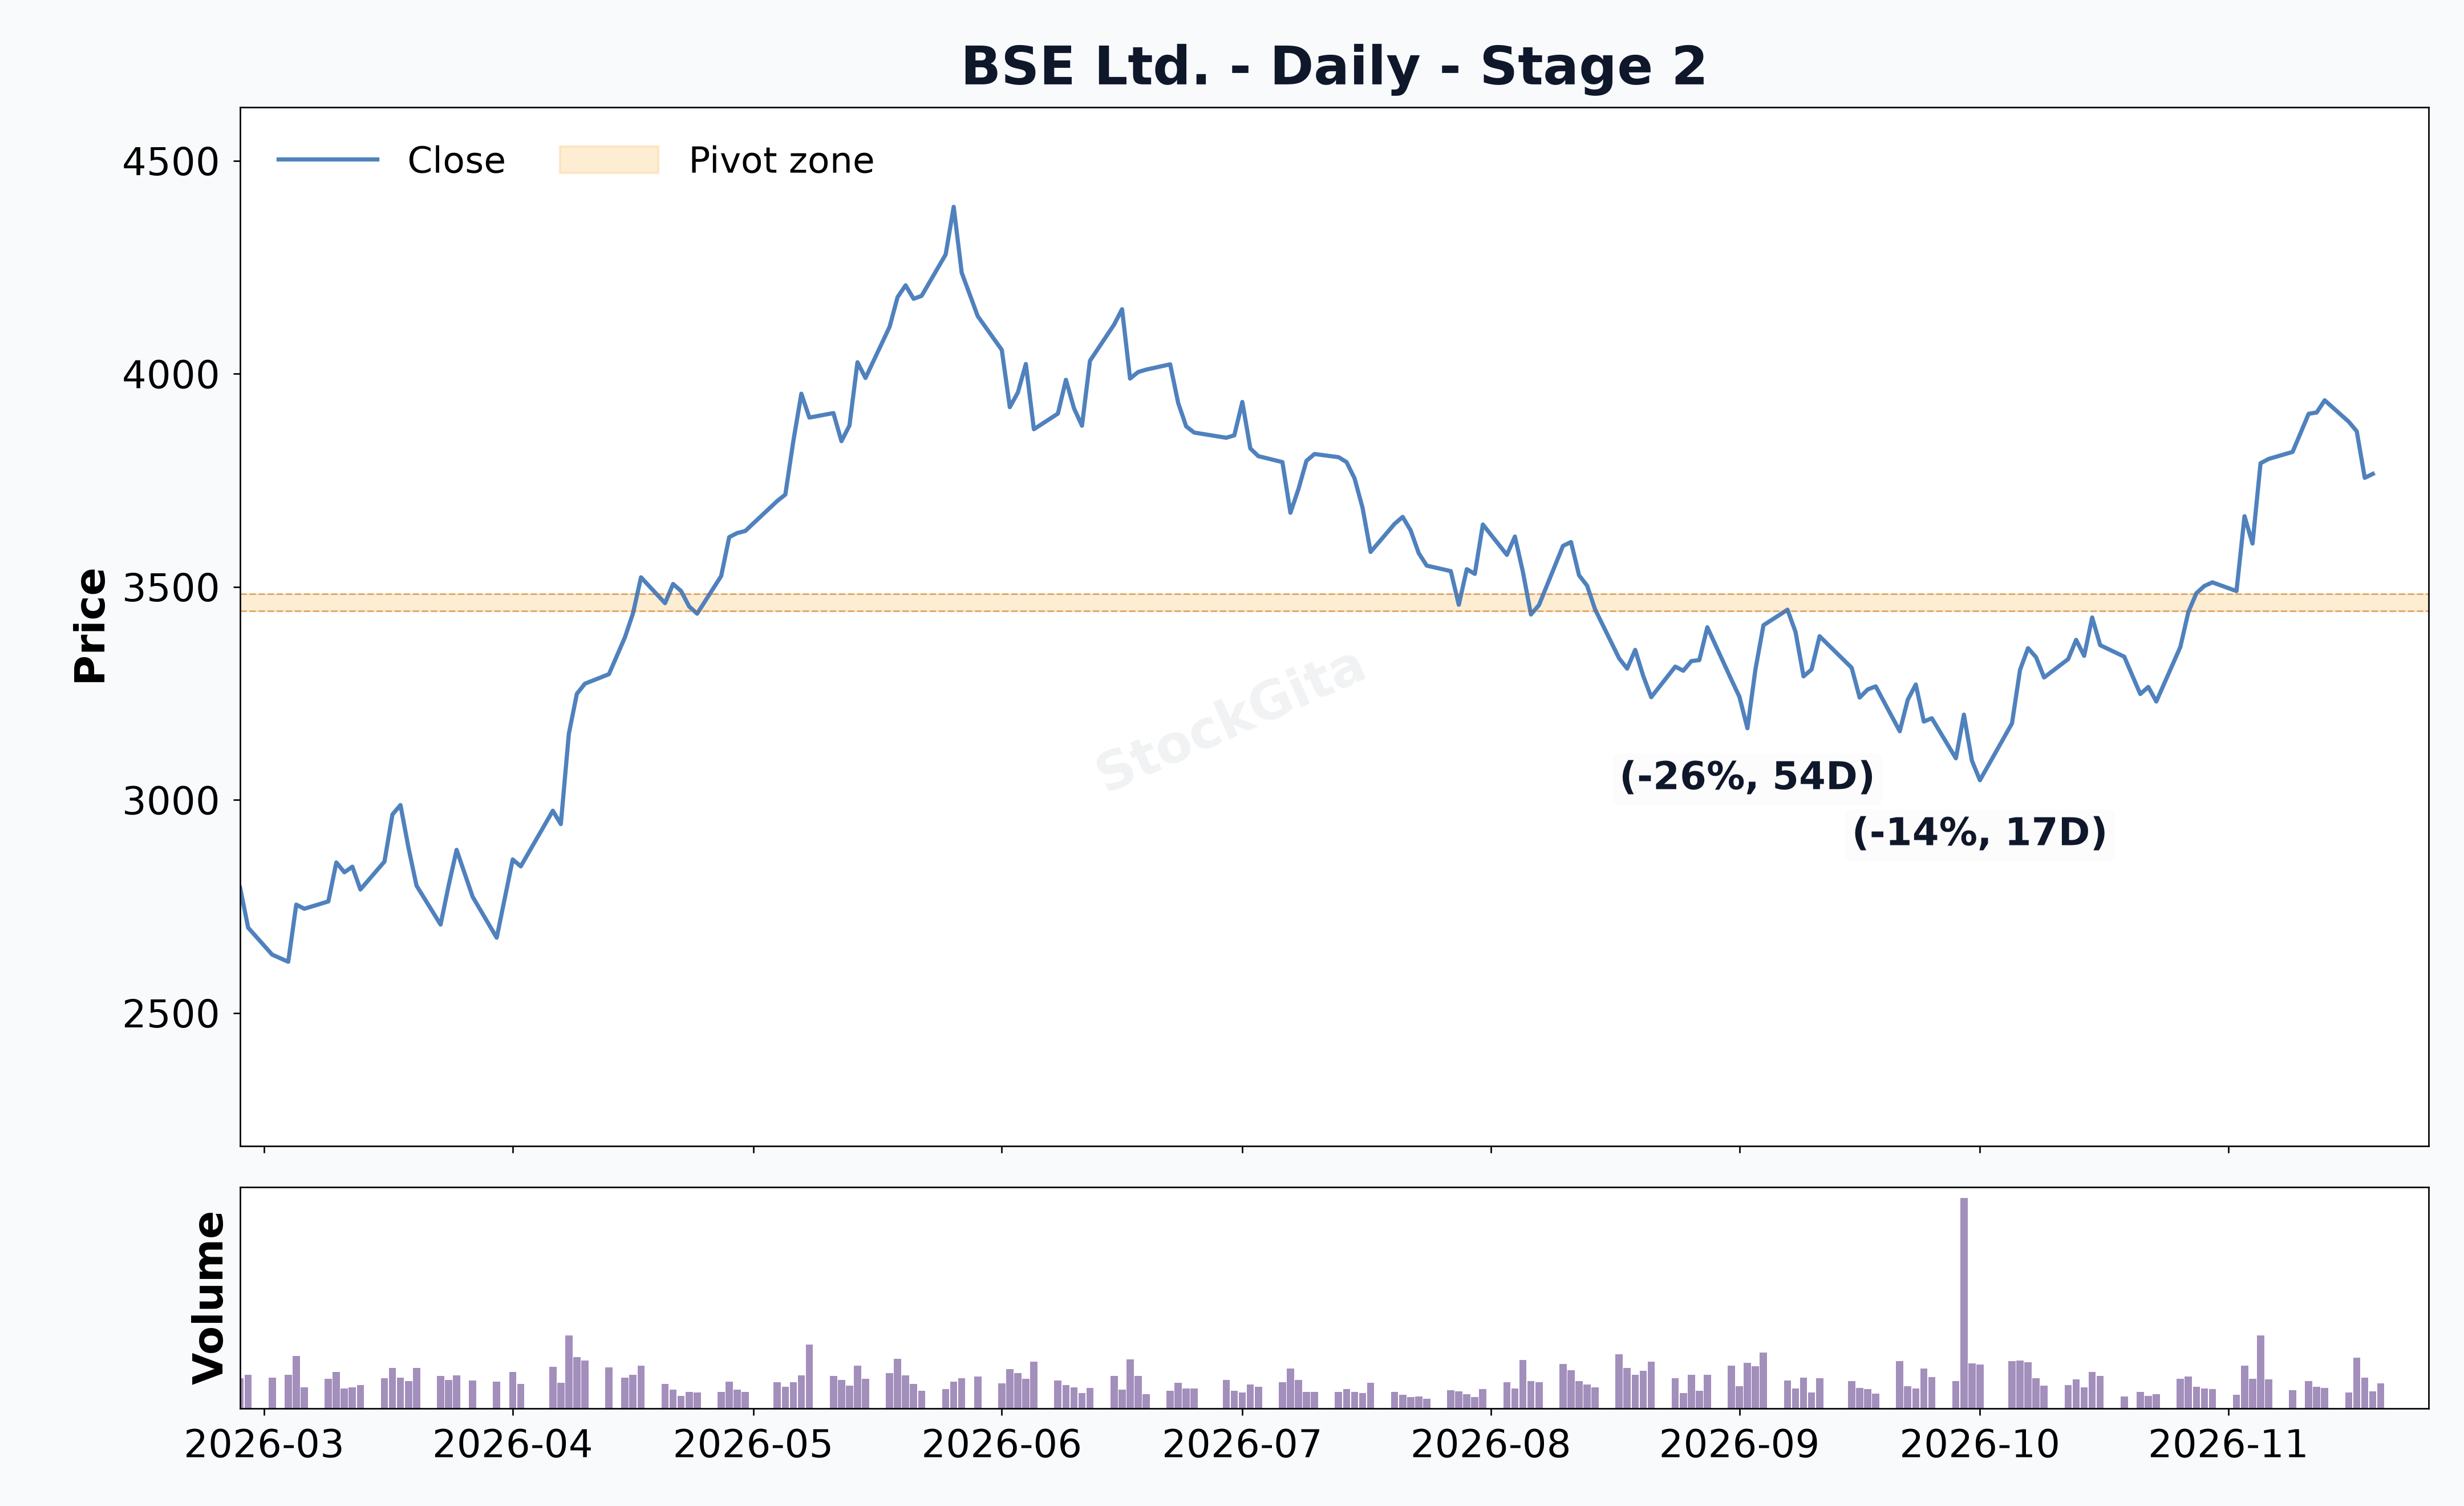 BSE Ltd. - Daily - Stage 2
Close Pivot zone
4500
4000
3500
3000
2500
Price
StockGita
(-26%, 54D)
(-14%, 17D)
Volume
2026-03 2026-04 2026-05 2026-06 2026-07 2026-08 2026-09 2026-10 2026-11